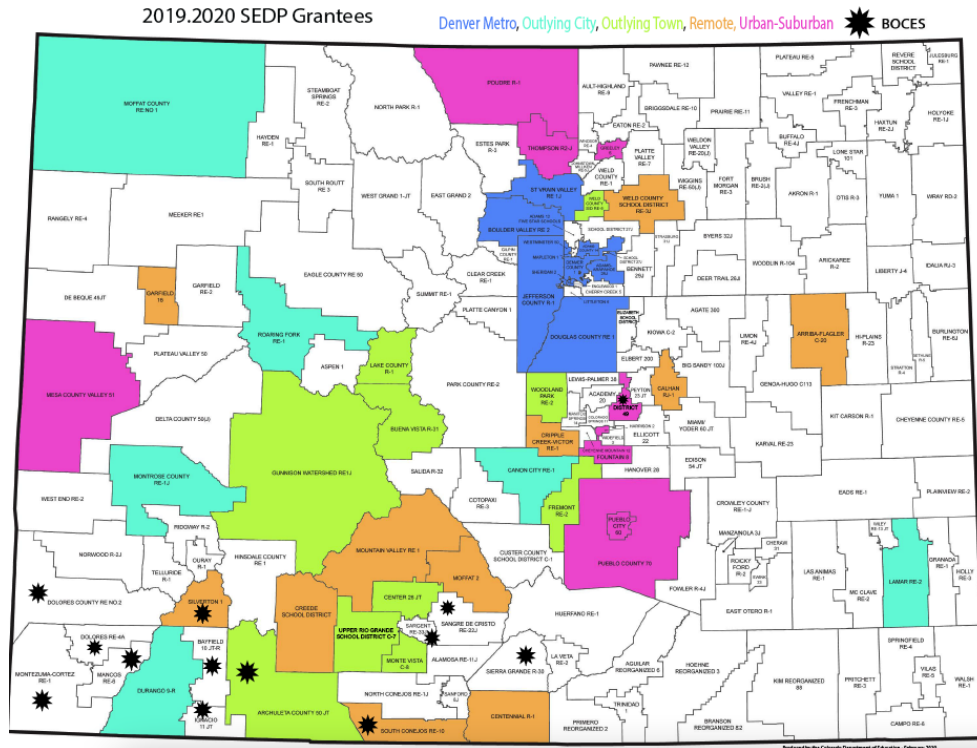 2019.2020 SEDP Grantees
Denver Metro, Outlying City, Outlying Town, Remote, Urban-Suburban
BOCES
MOFFAT COUNTY
RE:NO 1
STEAMBOAT
SPRINGS
RE-2
NORTH PARK R-1
POUDRE R-1
AULT-HIGHLAND
RE-9
PAWNEE RE-12
BRIGGSDALE RE-10
PRAIRIE RE-11
PLATEAU RE-5
VALLEY RE-1
REVERE
SCHOOL
DISTRICT
JULESBURG
RE-1
FRENCHMAN
RE-3
HAXTUN
RE-2J
HOLYOKE
RE-1J
HAYDEN
RE-1
ESTES PARK
R-3
THOMPSON R2-J
EATON RE-2
PLATTE
VALLEY
RE-7
WELDON
VALLEY
RE-20(J)
BUFFALO
RE-4J
LONE STAR
101
SOUTH ROUTT
RE 3
WEST GRAND 1-JT
EAST GRAND 2
WELD
COUNTY
RE-1
WIGGINS
RE-50(J)
FORT
MORGAN
RE-3
BRUSH
RE-2(J)
AKRON R-1
OTIS R-3
YUMA 1
WRAY RD-2
RANGELY RE-4
MEEKER RE1
ST VRAIN VALLEY
RE 1J
WELD COUNTY
SCHOOL DISTRICT
RE-3J
BOULDER VALLEY RE 2
SCHOOL DISTRICT 27J
BYERS 32J
WOODLIN R-104
ARICKAREE
R-2
LIBERTY J-4
IDALIA RJ-3
EAGLE COUNTY RE 50
CLEAR CREEK
RE-1
BENNETT
29J
DEER TRAIL 26J
DE BEQUE 49JT
GARFIELD
16
GARFIELD
RE-2
SUMMIT RE-1
JEFFERSON
COUNTY R-1
CHERRY CREEK 5
PLATTE CANYON 1
ROARING FORK
RE-1
ASPEN 1
PLATEAU VALLEY 50
LAKE COUNTY
R-1
DOUGLAS COUNTY RE.1
ELIZABETH
SCHOOL
DISTRICT
KIOWA C-2
AGATE 300
LIMON
RE-4J
ARRIBA-FLAGLER
C-20
HI-PLAINS
R-23
STRATTON
R-4
BURLINGTON
RE-6J
ELBERT 200
BIG SANDY 100J
GENOA-HUGO C113
MESA COUNTY VALLEY 51
DELTA COUNTY 50(J)
PARK COUNTY RE-2
WOODLAND
PARK RE-2
LEWIS-PALMER 38
ACADEMY
20
PEYTON
23 JT
DISTRICT
49
CALHAN
RJ-1
KIT CARSON R-1
CHEYENNE COUNTY RE-5
BUENA VISTA R-31
CRIPPLE
CREEK-VICTOR
RE-1
HARRISON 2
ELLICOTT
22
MIAMI/
YODER 60 JT
KARVAL RE-23
FOUNTAIN 8
HANOVER 28
EDISON
54 JT
MONTROSE COUNTY
RE-1J
GUNNISON WATERSHED RE1J
SALIDA R-32
CANON CITY RE-1
COTOPAXI
RE-3
FREMONT
RE-2
PUEBLO
CITY
60
PUEBLO COUNTY 70
CROWLEY COUNTY
RE-1-J
EADS RE-1
PLAINVIEW RE-2
WEST END RE-2
RIDGWAY R-2
OURAY
R-1
HINSDALE COUNTY
RE 1
NORWOOD R-2J
TELLURIDE
R-1
MOUNTAIN VALLEY RE 1
MOFFAT 2
CUSTER COUNTY
SCHOOL DISTRICT
C-1
MANZANOLA 3J
CHERAW
31
ROCKY
FORD
R-2
FOWLER R-4J
LAS ANIMAS
RE-1
MC CLAVE
RE-2
LAMAR RE-2
GRANADA
RE-1
HOLLY
RE-3
EAST OTERO R-1
DOLORES COUNTY RE NO.2
SILVERTON 1
CREEDE
SCHOOL
DISTRICT
CENTER 26 JT
UPPER RIO GRANDE
SCHOOL DISTRICT C-7
SARGENT
RE-33J
SANGRE DE CRISTO
RE-22J
MONTE VISTA
C-8
ALAMOSA RE-11J
HUERFANO RE-1
LA VETA
RE-2
SIERRA GRANDE R-30
DOLORES RE-4A
MANCOS
RE-6
MONTEZUMA-CORTEZ
RE-1
DURANGO 9-R
BAYFIELD
10 JT-R
IGNACIO
11 JT
ARCHULETA COUNTY 50 JT
NORTH CONEJOS RE-1J
SANFORD
6J
SOUTH CONEJOS RE-10
CENTENNIAL R-1
AGUILAR
REORGANIZED 6
HOEHNE
REORGANIZED 3
TRINIDAD
1
PRIMERO
REORGANIZED 2
BRANSON
REORGANIZED 82
KIM REORGANIZED
88
SPRINGFIELD
RE-4
PRITCHETT
RE-3
VILAS
RE-5
WALSH
RE-1
CAMPO RE-6